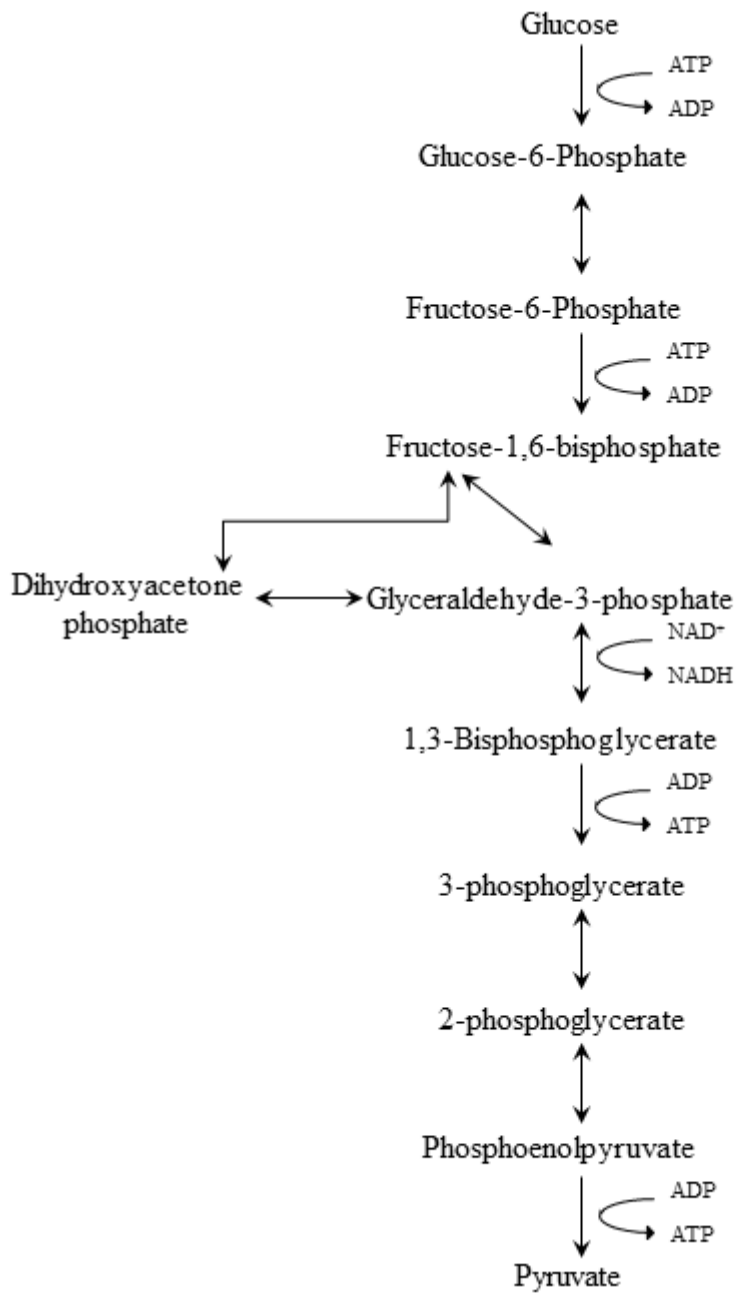 Glucose
ATP
ADP
Glucose-6-Phosphate
Fructose-6-Phosphate
ATP
ADP
Fructose-1,6-bisphosphate
Dihydroxyacetone
phosphate
Glyceraldehyde-3-phosphate
NAD+
NADH
1,3-Bisphosphoglycerate
ADP
ATP
3-phosphoglycerate
2-phosphoglycerate
Phosphoenolpyruvate
ADP
ATP
Pyruvate